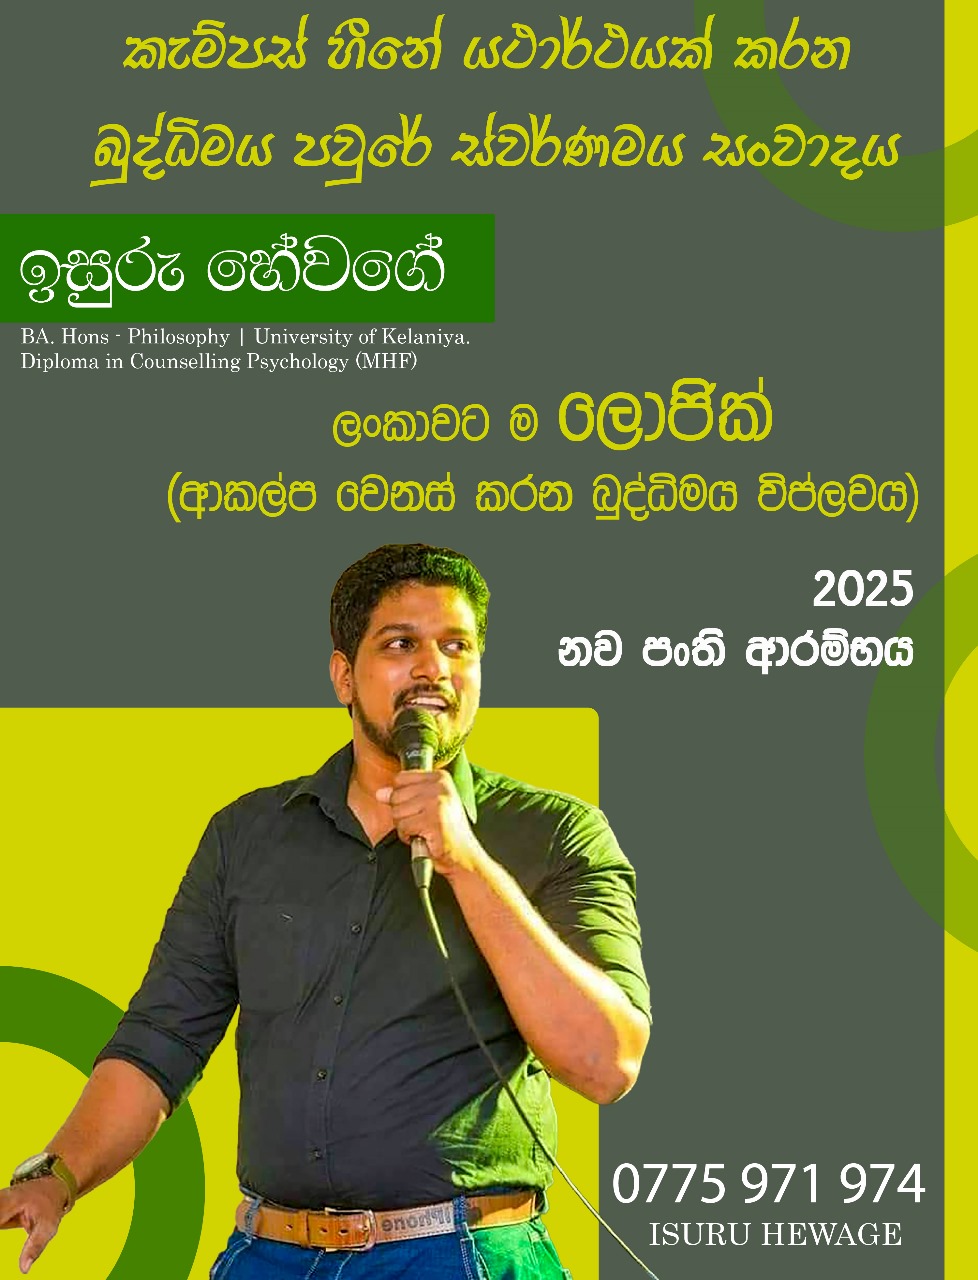 කැම්පස් හීනේ යථාර්ථයක් කරන
බුද්ධිමය පවුරේ ස්වර්ණමය සංවාදය
ඉසුරු හේවගේ
BA. Hons - Philosophy | University of Kelaniya.
Diploma in Counselling Psychology (MHF)
ලංකාවට ම ලොජික්
(ආකල්ප වෙනස් කරන බුද්ධිමය විප්ලවය)
2025
නව පංති ආරම්භය
iPhone
0775 971 974
ISURU HEWAGE